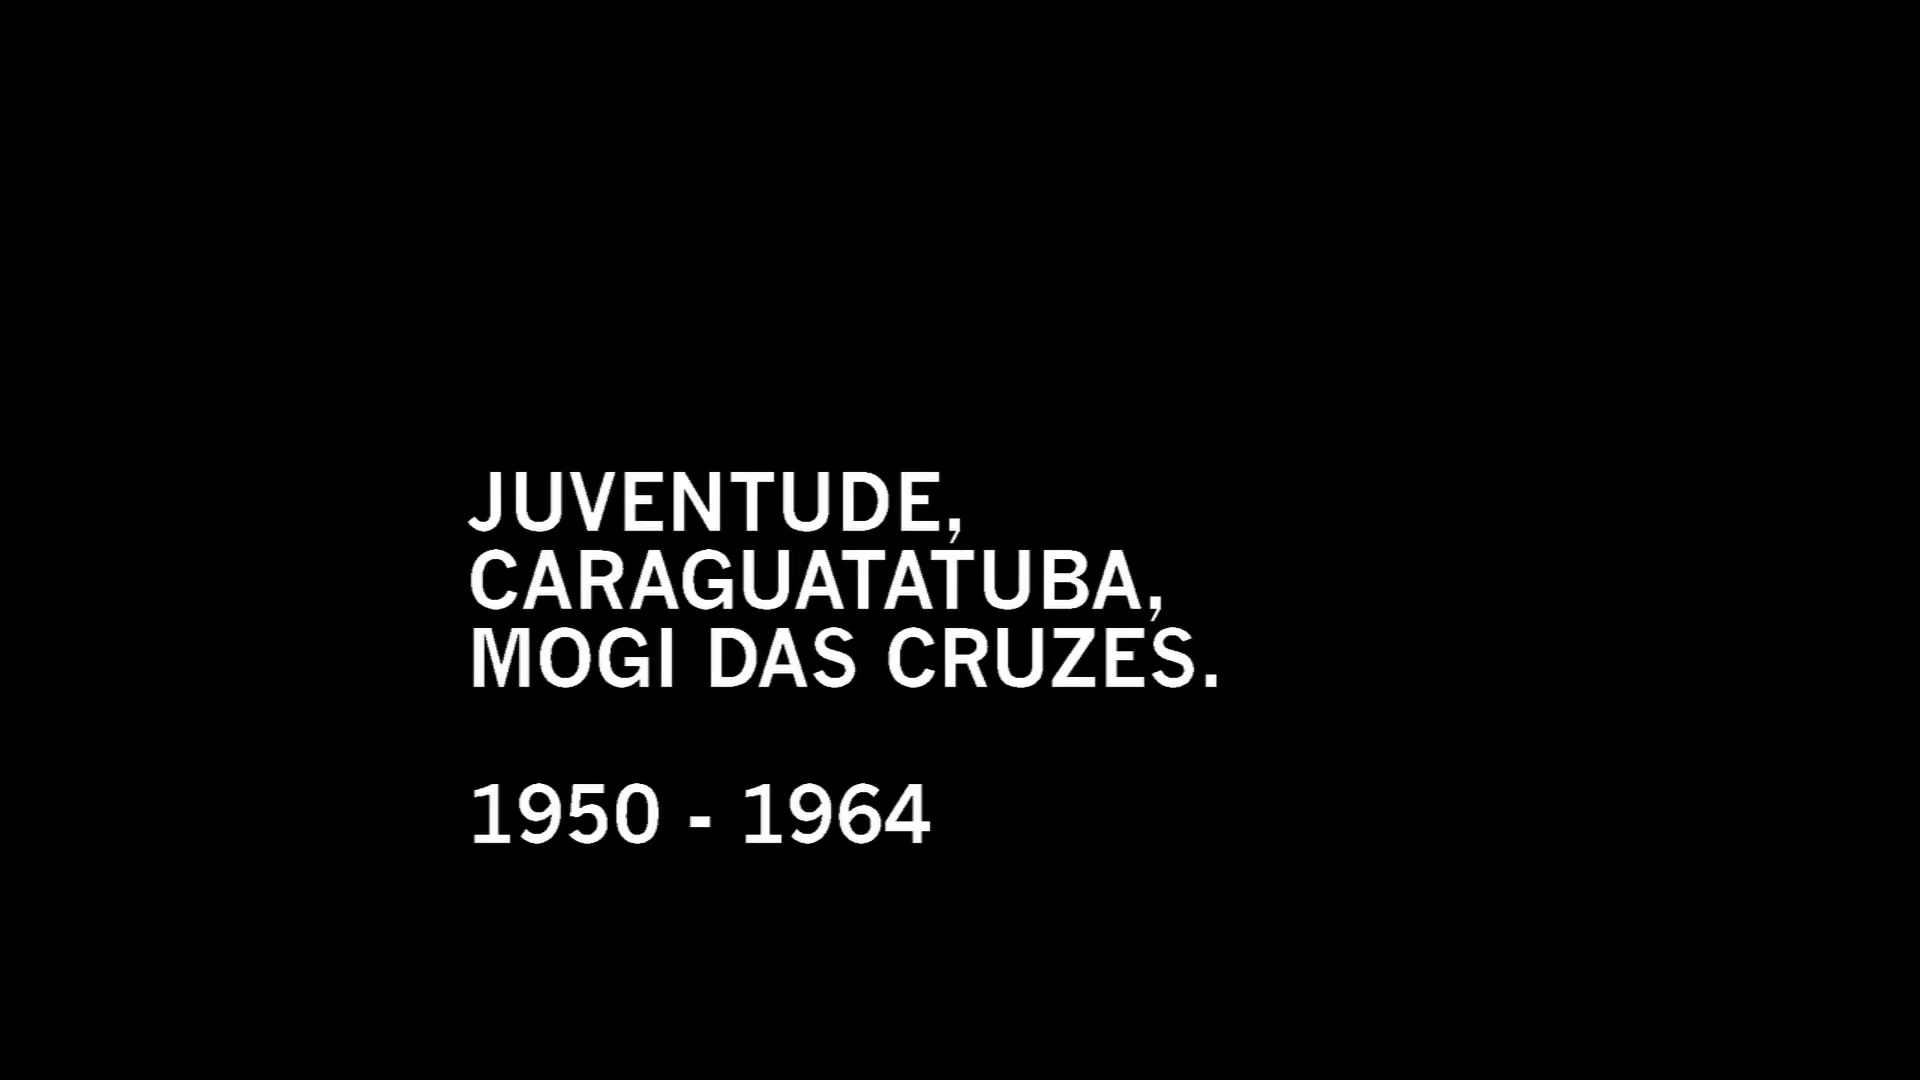 JUVENTUDE,
CARAGUATATUBA,
MOGI DAS CRUZES.
1950 - 1964